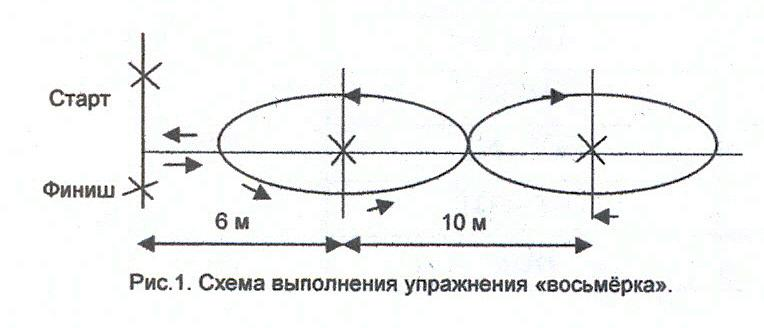 Старт
Финиш
6 м
10 м
Рис.1. Схема выполнения упражнения «восьмёрка».